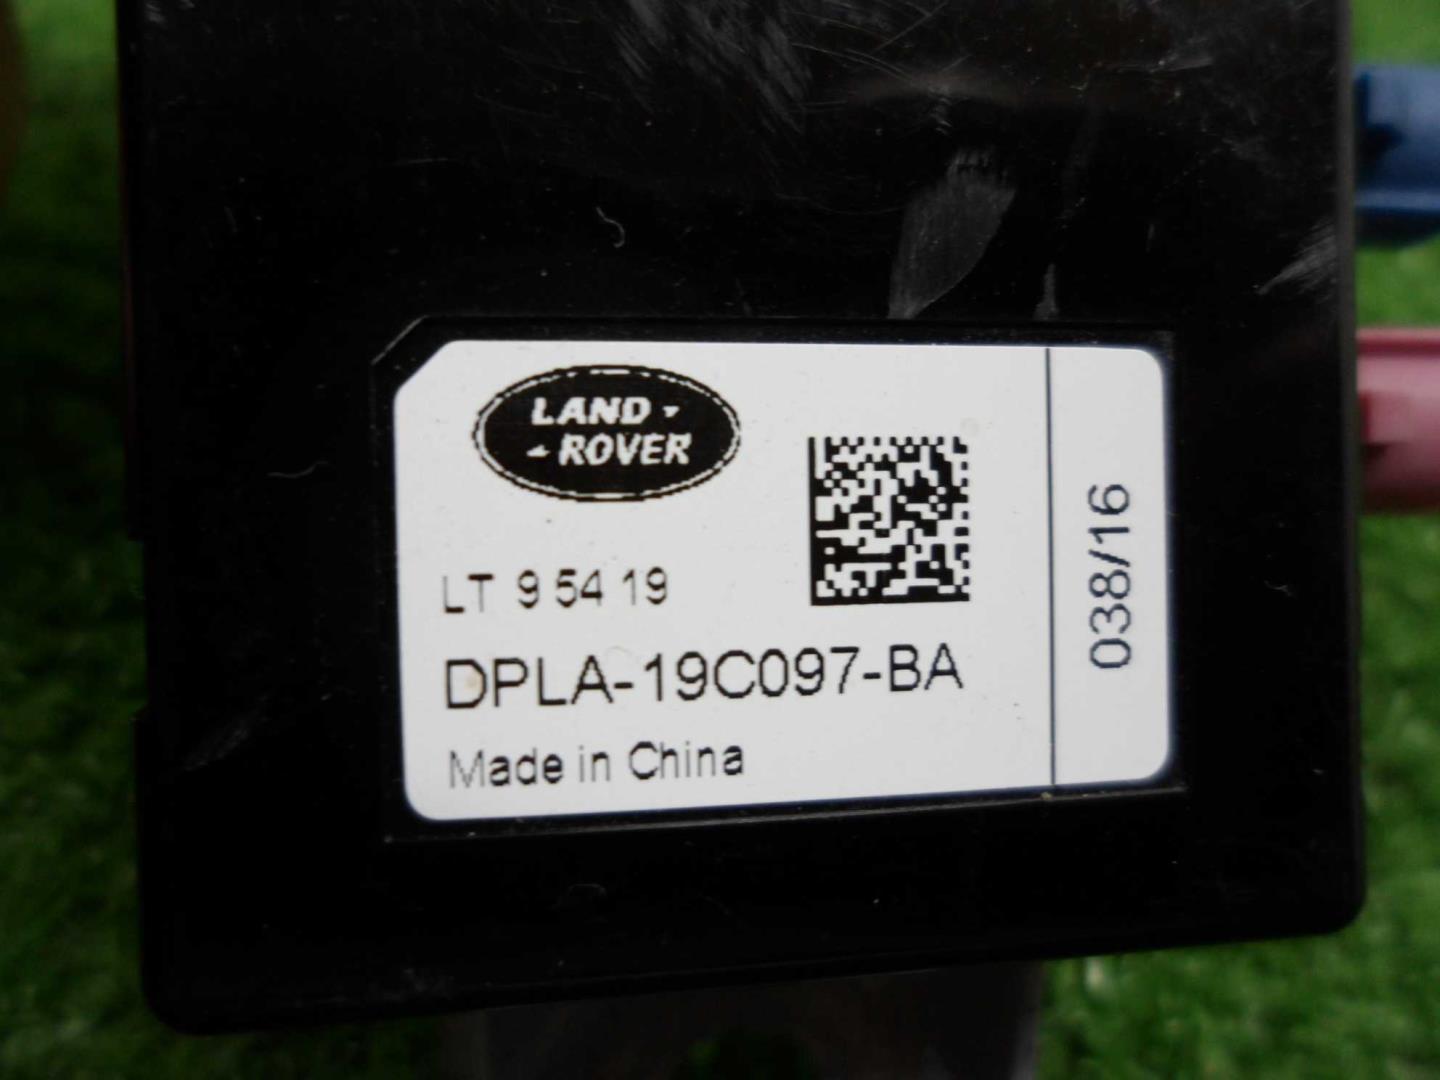 LAND
ROVER
LT 9 54 19
DPLA-19C097-BA
Made in China
038/16